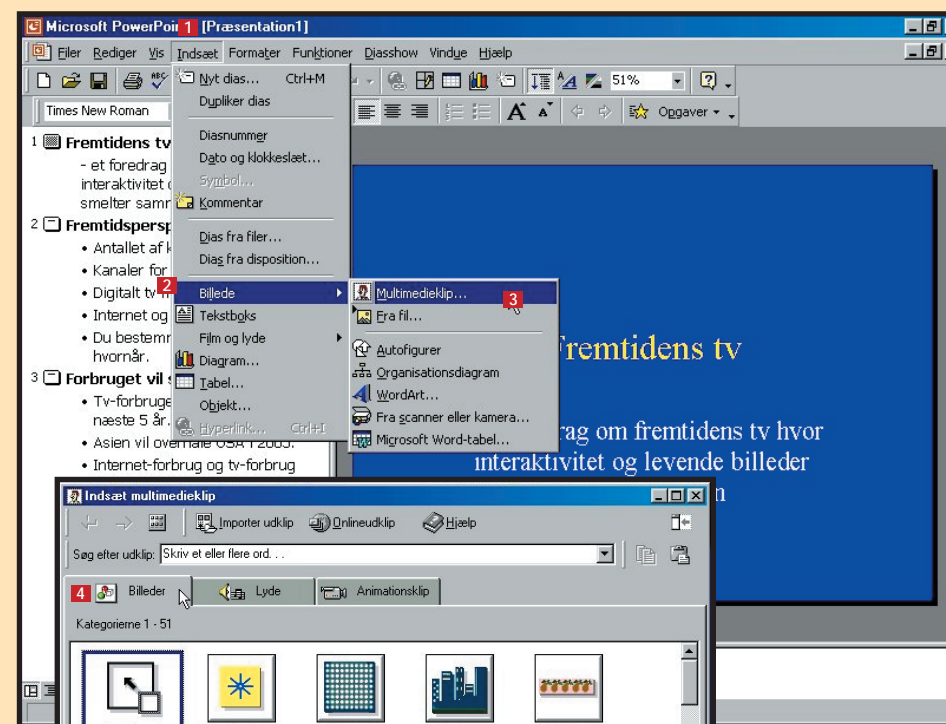 Microsoft PowerPoi 1 [Præsentation1]
Filer Rediger Vis Indsæt Formater Funktioner Diasshow Vindue Hjælp
51%
Times New Roman
Opgaver
Nyt dias... Ctrl+M
Dupliker dias
Diasnummer
Dato og klokkeslæt...
Symbol...
Kommentar
Dias fra filer...
Dias fra disposition...
2 Billede
Tekstboks
Film og lyde
Diagram...
Tabel...
Objekt...
Hyperlink... Ctrl+I
Multimedieklip... 3
Fra fil...
Autofigurer
Organisationsdiagram
WordArt...
Fra scanner eller kamera...
Microsoft Word-tabel...
1 Fremtidens tv
- et foredrag
interaktivitet
smelter samm
2 Fremtidspersp
• Antallet af k
• Kanaler for
• Digitalt tv
• Internet og
• Du bestemm
hvornår.
3 Forbruget vil s
• Tv-forbruge
næste 5 år.
• Asien vil overhale USA i 2005.
• Internet-forbrug og tv-forbrug
Fremtidens tv
rag om fremtidens tv hvor
interaktivitet og levende billeder
n
Indsæt multimedieklip
Importer udklip Onlineudklip Hjælp
Søg efter udklip: Skriv et eller flere ord. . .
4 Billeder Lyde Animationsklip
Kategorierne 1 - 51